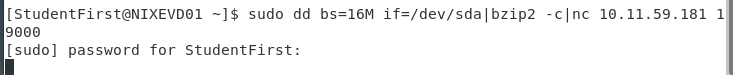 [StudentFirst@NIXEVD01 ~]$ sudo dd bs=16M if=/dev/sda|bzip2 -c|nc 10.11.59.181 1
9000
[sudo] password for StudentFirst: